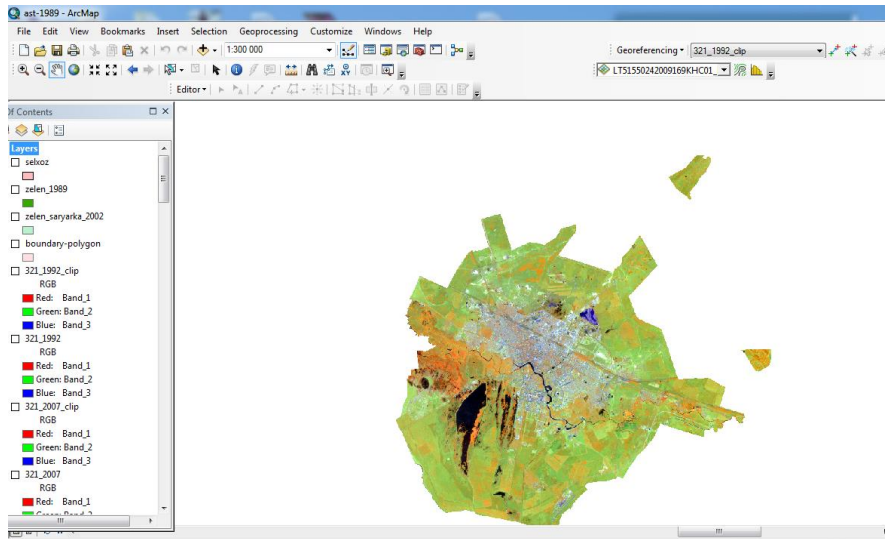 ast-1989 - ArcMap
File Edit View Bookmarks Insert Selection Geoprocessing Customize Windows Help
1:300 000
Georeferencing 321_1992_clip
LT51550242009169KHC01_
Editor
Of Contents
Layers
selxoz
zelen_1989
zelen_saryarka_2002
boundary-polygon
321_1992_clip
RGB
Red: Band_1
Green: Band_2
Blue: Band_3
321_1992
RGB
Red: Band_1
Green: Band_2
Blue: Band_3
321_2007_clip
RGB
Red: Band_1
Green: Band_2
Blue: Band_3
321_2007
RGB
Red: Band_1